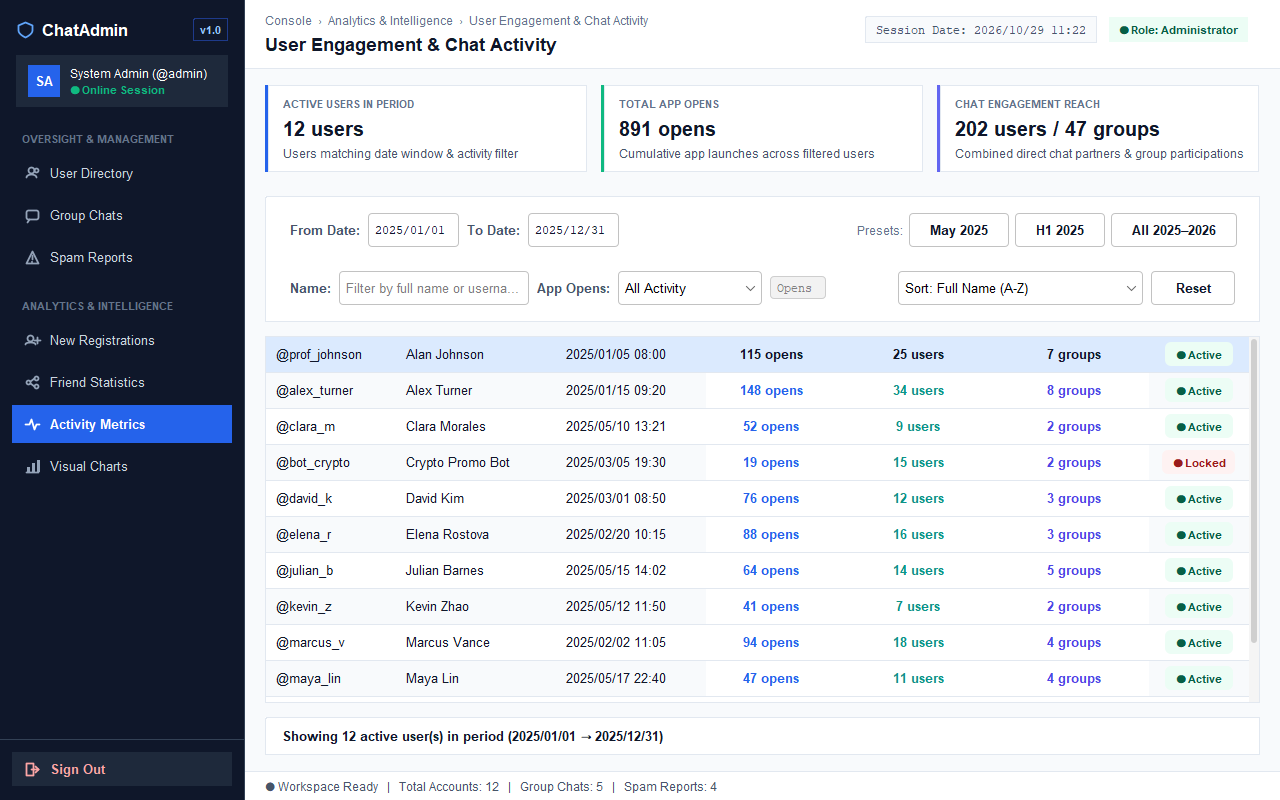 ChatAdmin
v1.0
SA
System Admin (@admin)
Online Session
OVERSIGHT & MANAGEMENT
User Directory
Group Chats
Spam Reports
ANALYTICS & INTELLIGENCE
New Registrations
Friend Statistics
Activity Metrics
Visual Charts
Sign Out
Console › Analytics & Intelligence › User Engagement & Chat Activity
User Engagement & Chat Activity
Session Date: 2026/10/29 11:22
Role: Administrator
ACTIVE USERS IN PERIOD
12 users
Users matching date window & activity filter
TOTAL APP OPENS
891 opens
Cumulative app launches across filtered users
CHAT ENGAGEMENT REACH
202 users / 47 groups
Combined direct chat partners & group participations
From Date: 2025/01/01 To Date: 2025/12/31 Presets: May 2025 H1 2025 All 2025–2026
Name: Filter by full name or userna... App Opens: All Activity Opens Sort: Full Name (A-Z) Reset
@prof_johnson Alan Johnson 2025/01/05 08:00 115 opens 25 users 7 groups Active
@alex_turner Alex Turner 2025/01/15 09:20 148 opens 34 users 8 groups Active
@clara_m Clara Morales 2025/05/10 13:21 52 opens 9 users 2 groups Active
@bot_crypto Crypto Promo Bot 2025/03/05 19:30 19 opens 15 users 2 groups Locked
@david_k David Kim 2025/03/01 08:50 76 opens 12 users 3 groups Active
@elena_r Elena Rostova 2025/02/20 10:15 88 opens 16 users 3 groups Active
@julian_b Julian Barnes 2025/05/15 14:02 64 opens 14 users 5 groups Active
@kevin_z Kevin Zhao 2025/05/12 11:50 41 opens 7 users 2 groups Active
@marcus_v Marcus Vance 2025/02/02 11:05 94 opens 18 users 4 groups Active
@maya_lin Maya Lin 2025/05/17 22:40 47 opens 11 users 4 groups Active
Showing 12 active user(s) in period (2025/01/01 → 2025/12/31)
Workspace Ready | Total Accounts: 12 | Group Chats: 5 | Spam Reports: 4